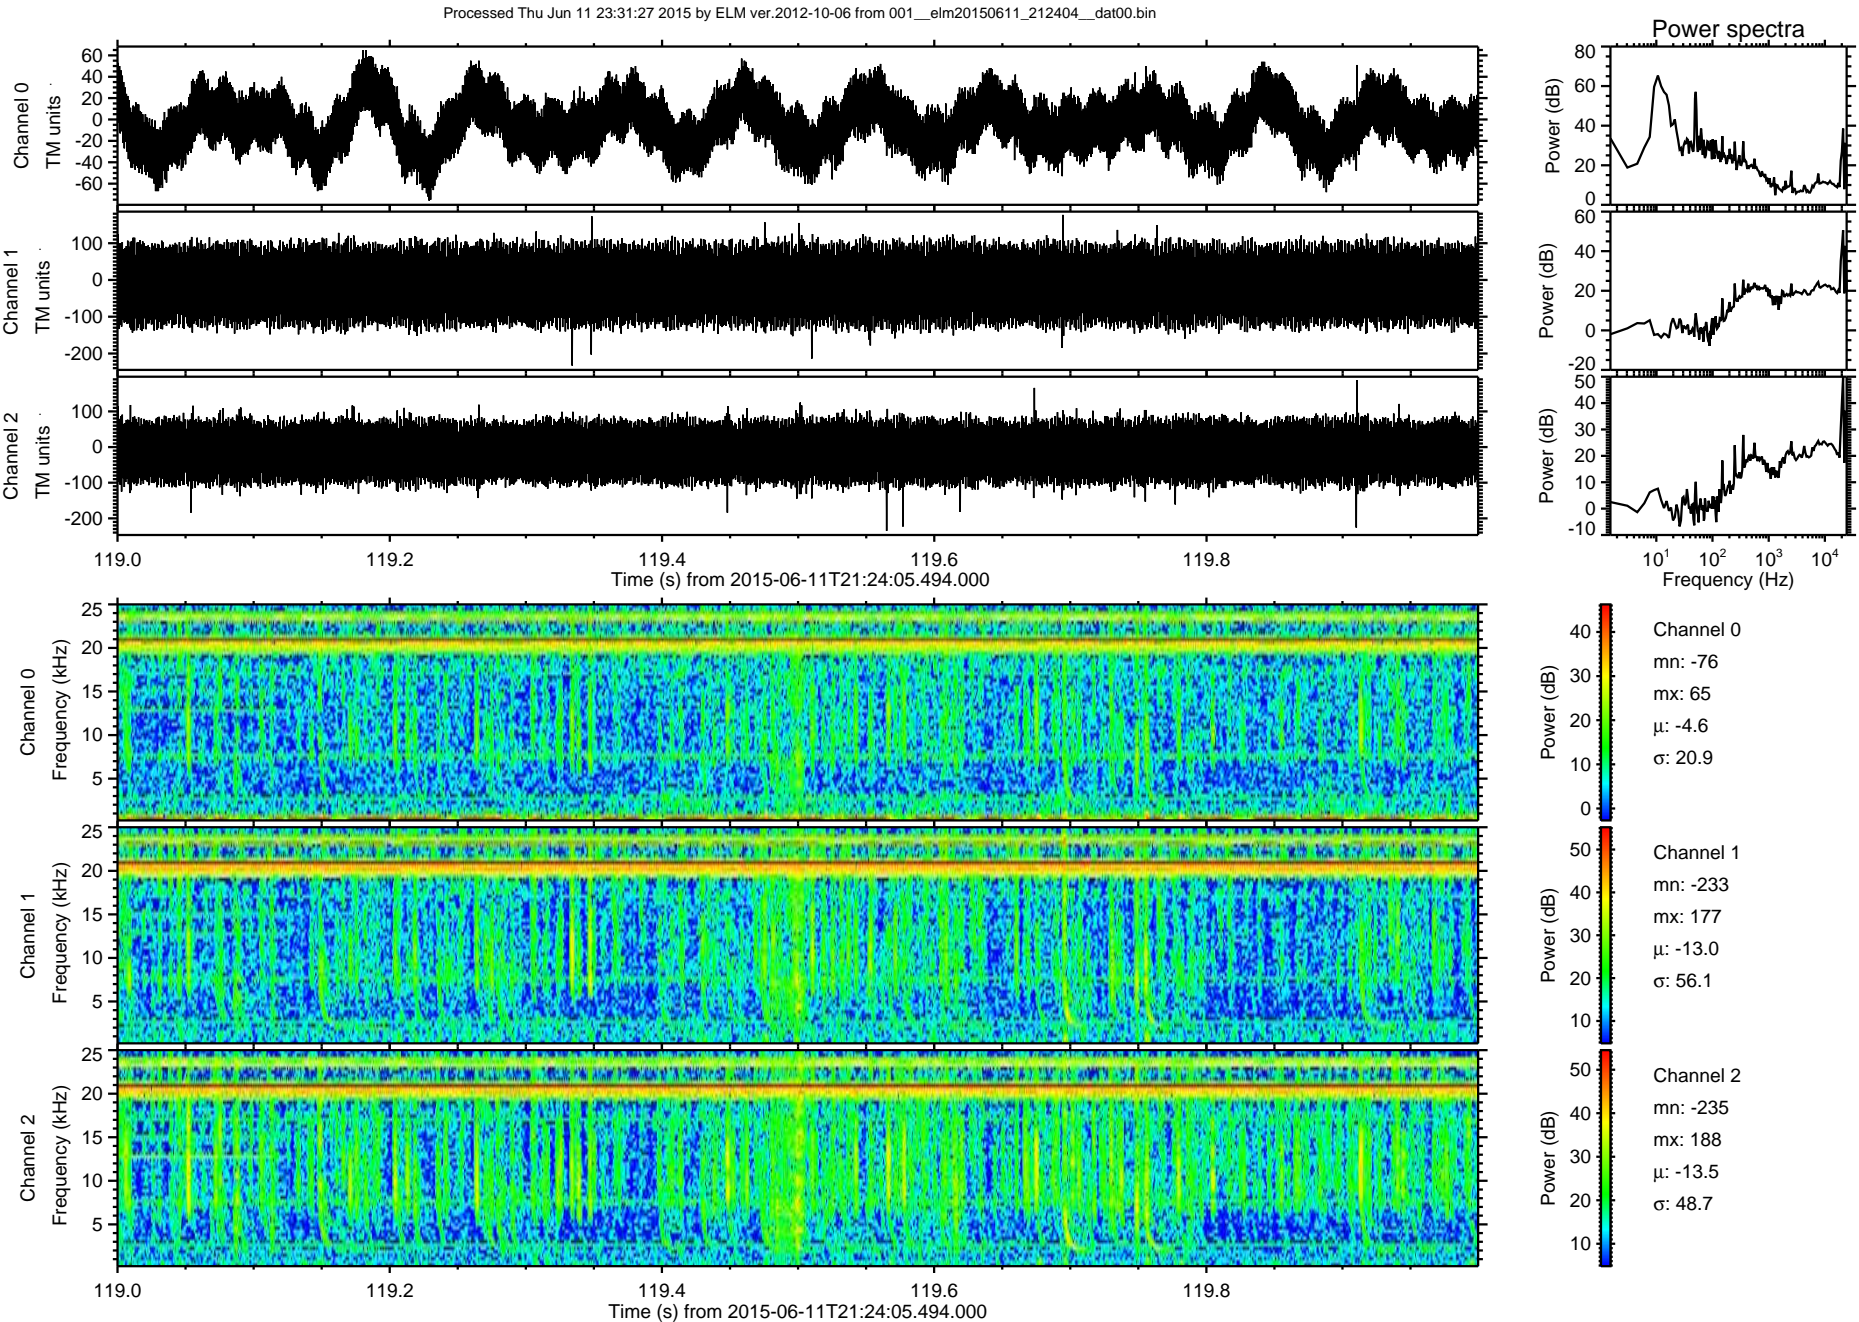 Processed Thu Jun 11 23:31:27 2015 by ELM ver.2012-10-06 from 001__elm20150611_212404__dat00.bin
Power spectra
Channel 0
TM units
60
40
20
0
-20
-40
-60
Power (dB)
80
60
40
20
0
Channel 1
TM units
100
0
-100
-200
Power (dB)
60
40
20
0
-20
Channel 2
TM units
100
0
-100
-200
Power (dB)
50
40
30
20
10
0
-10
119.0
119.2
119.4
119.6
119.8
Time (s) from 2015-06-11T21:24:05.494.000
10^1
10^2
10^3
10^4
Frequency (Hz)
Channel 0
Frequency (kHz)
25
20
15
10
5
Power (dB)
40
30
20
10
0
Channel 0
mn: -76
mx: 65
µ: -4.6
σ: 20.9
Channel 1
Frequency (kHz)
25
20
15
10
5
Power (dB)
50
40
30
20
10
Channel 1
mn: -233
mx: 177
µ: -13.0
σ: 56.1
Channel 2
Frequency (kHz)
25
20
15
10
5
Power (dB)
50
40
30
20
10
Channel 2
mn: -235
mx: 188
µ: -13.5
σ: 48.7
119.0
119.2
119.4
119.6
119.8
Time (s) from 2015-06-11T21:24:05.494.000